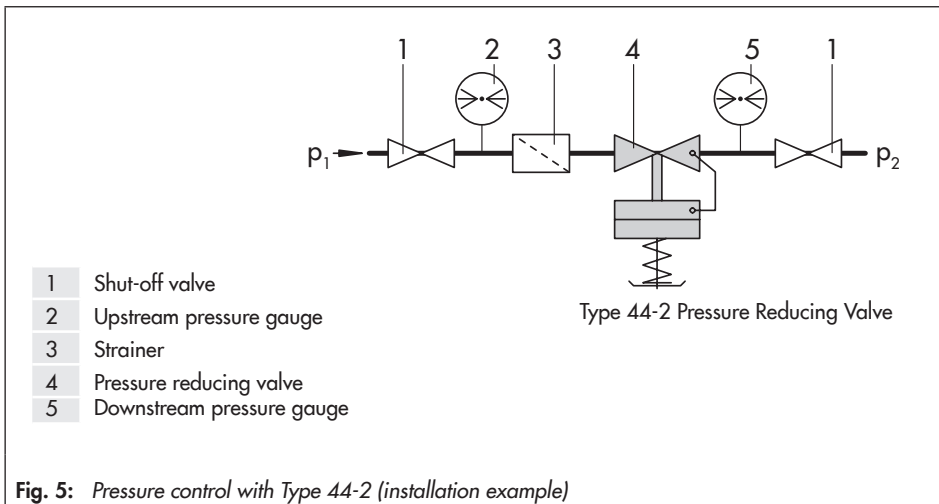 1 2 3 4 5 1
p1 p2
Type 44-2 Pressure Reducing Valve
1 Shut-off valve
2 Upstream pressure gauge
3 Strainer
4 Pressure reducing valve
5 Downstream pressure gauge
Fig. 5: Pressure control with Type 44-2 (installation example)